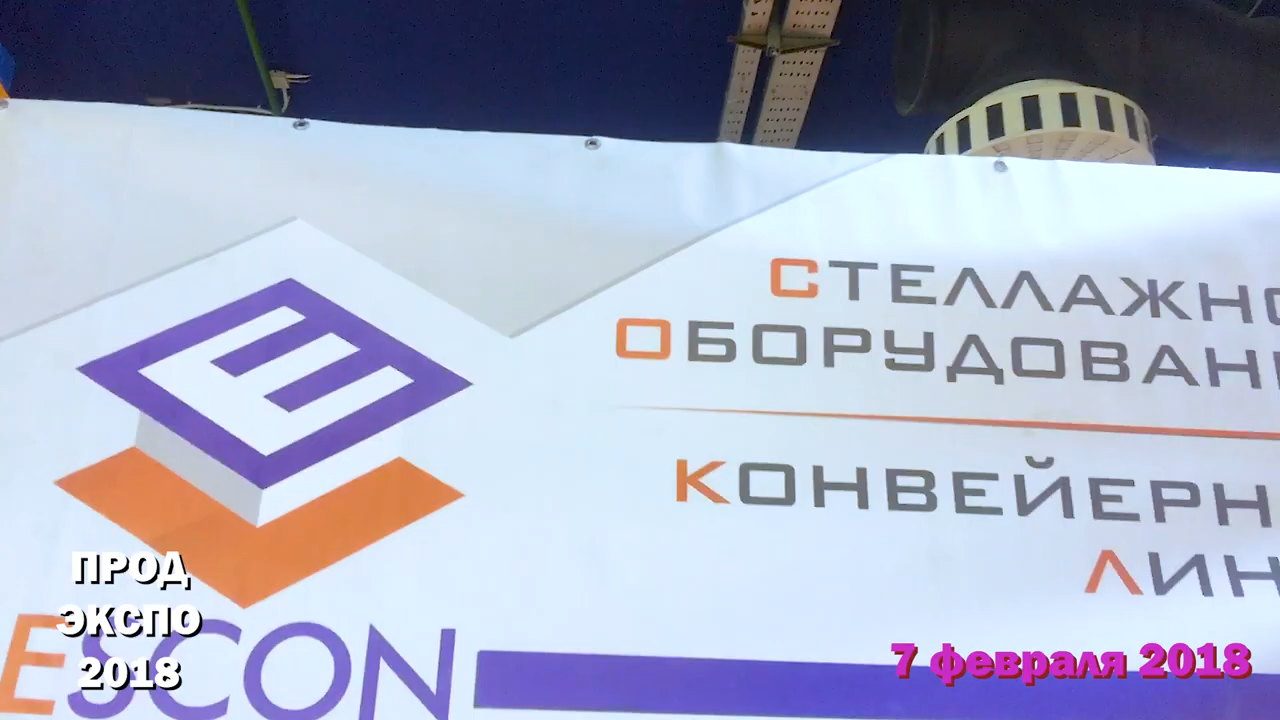 СТЕЛЛАЖНО
ОБОРУДОВАНИ
КОНВЕЙЕРН
ЛИН
E
ESCON
ПРОД
ЭКСПО
2018
7 февраля 2018